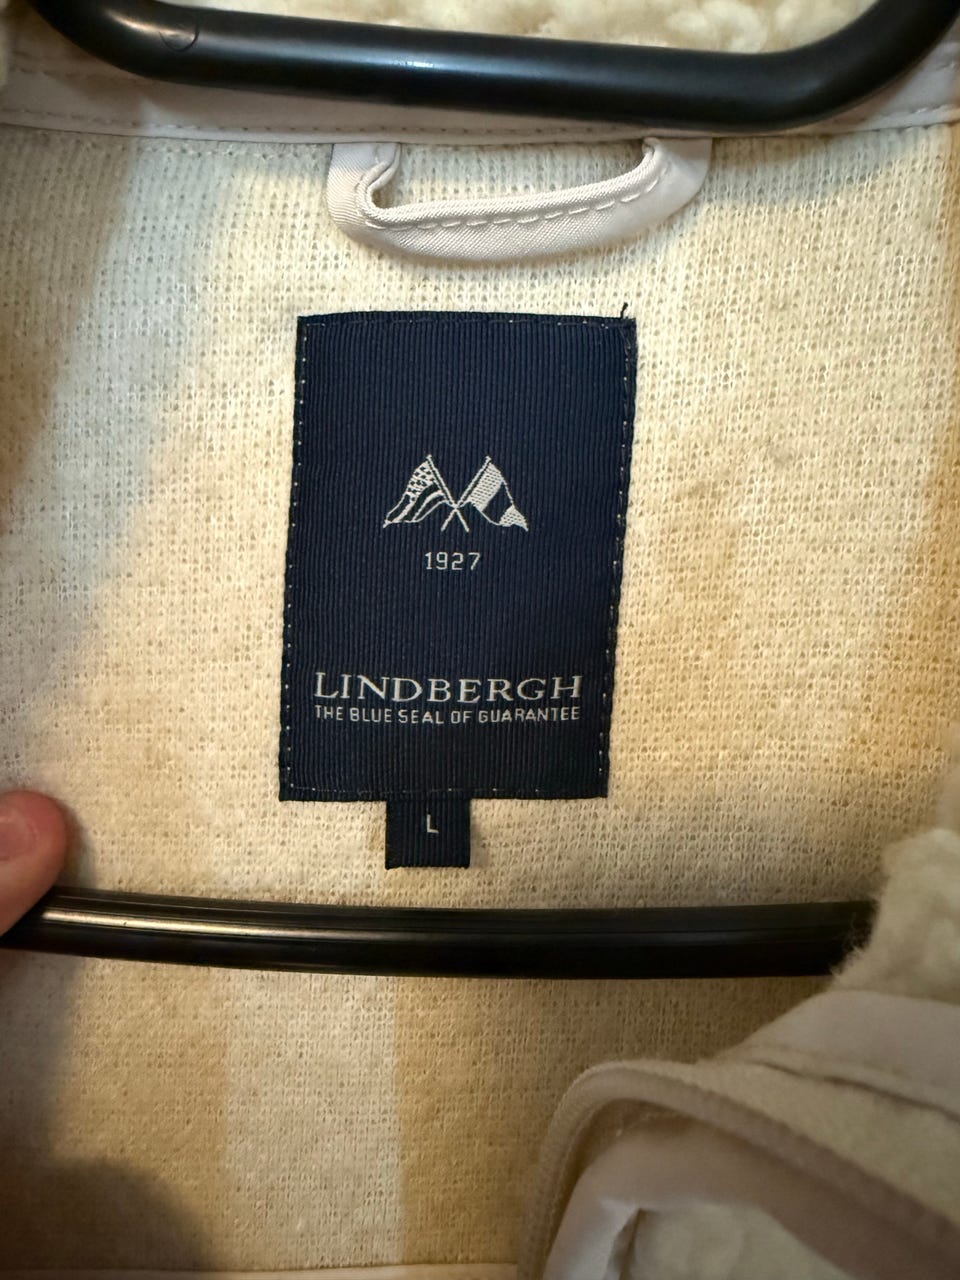 1927
LINDBERGH
THE BLUE SEAL OF GUARANTEE
L